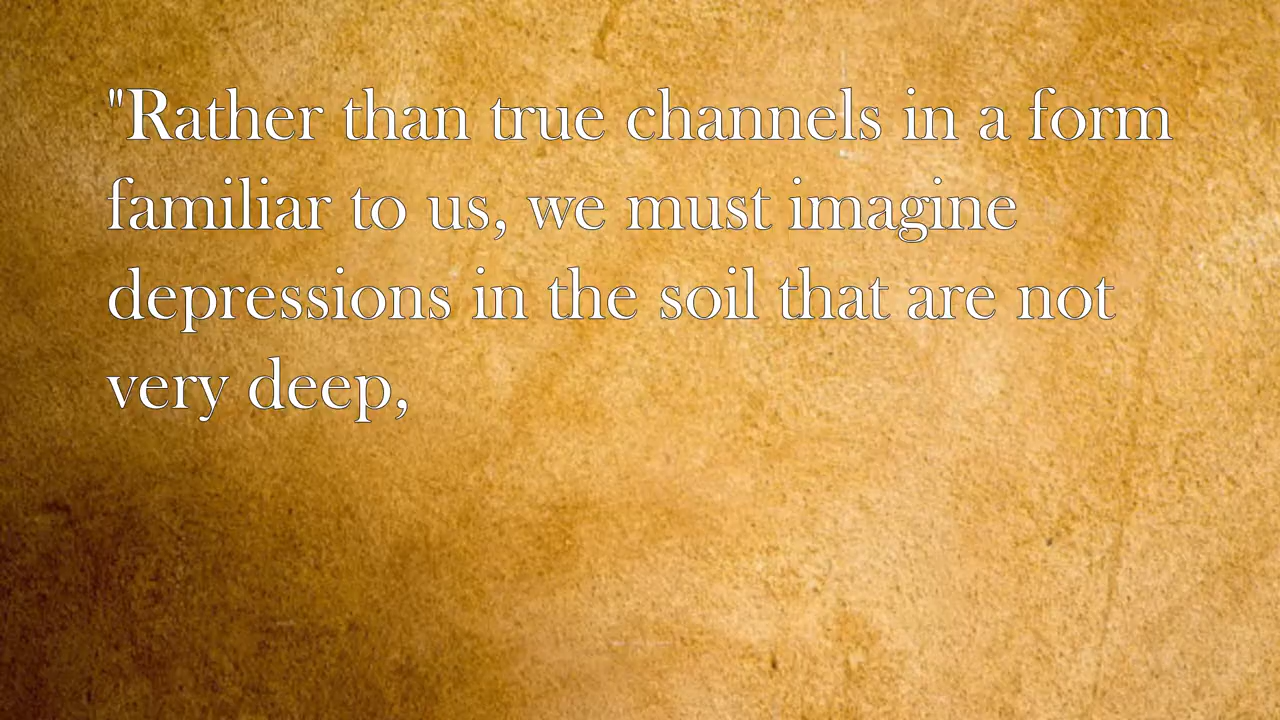 "Rather than true channels in a form
familiar to us, we must imagine
depressions in the soil that are not
very deep,